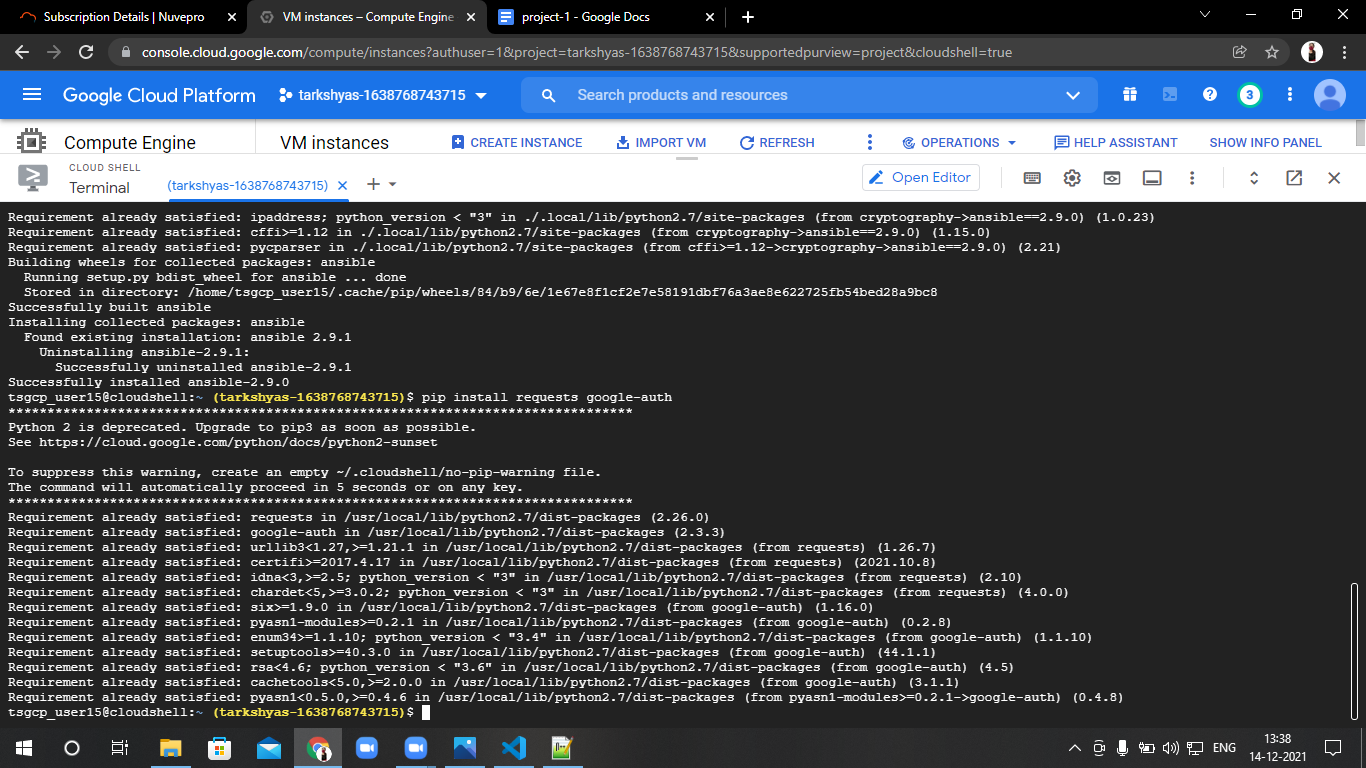 Subscription Details | Nuvepro
VM instances – Compute Engine
project-1 - Google Docs
console.cloud.google.com/compute/instances?authuser=1&project=tarkshyas-1638768743715&supportedpurview=project&cloudshell=true
Google Cloud Platform
tarkshyas-1638768743715
Search products and resources
3
Compute Engine
VM instances
CREATE INSTANCE
IMPORT VM
REFRESH
OPERATIONS
HELP ASSISTANT
SHOW INFO PANEL
CLOUD SHELL
Terminal
(tarkshyas-1638768743715)
Open Editor
Requirement already satisfied: ipaddress; python_version < "3" in ./.local/lib/python2.7/site-packages (from cryptography->ansible==2.9.0) (1.0.23)
Requirement already satisfied: cffi>=1.12 in ./.local/lib/python2.7/site-packages (from cryptography->ansible==2.9.0) (1.15.0)
Requirement already satisfied: pycparser in ./.local/lib/python2.7/site-packages (from cffi>=1.12->cryptography->ansible==2.9.0) (2.21)
Building wheels for collected packages: ansible
  Running setup.py bdist_wheel for ansible ... done
  Stored in directory: /home/tsgcp_user15/.cache/pip/wheels/84/b9/6e/1e67e8f1cf2e7e58191dbf76a3ae8e622725fb54bed28a9bc8
Successfully built ansible
Installing collected packages: ansible
  Found existing installation: ansible 2.9.1
    Uninstalling ansible-2.9.1:
      Successfully uninstalled ansible-2.9.1
Successfully installed ansible-2.9.0
tsgcp_user15@cloudshell:~ (tarkshyas-1638768743715)$ pip install requests google-auth
********************************************************************************
Python 2 is deprecated. Upgrade to pip3 as soon as possible.
See https://cloud.google.com/python/docs/python2-sunset
To suppress this warning, create an empty ~/.cloudshell/no-pip-warning file.
The command will automatically proceed in 5 seconds or on any key.
********************************************************************************
Requirement already satisfied: requests in /usr/local/lib/python2.7/dist-packages (2.26.0)
Requirement already satisfied: google-auth in /usr/local/lib/python2.7/dist-packages (2.3.3)
Requirement already satisfied: urllib3<1.27,>=1.21.1 in /usr/local/lib/python2.7/dist-packages (from requests) (1.26.7)
Requirement already satisfied: certifi>=2017.4.17 in /usr/local/lib/python2.7/dist-packages (from requests) (2021.10.8)
Requirement already satisfied: idna<3,>=2.5; python_version < "3" in /usr/local/lib/python2.7/dist-packages (from requests) (2.10)
Requirement already satisfied: chardet<5,>=3.0.2; python_version < "3" in /usr/local/lib/python2.7/dist-packages (from requests) (4.0.0)
Requirement already satisfied: six>=1.9.0 in /usr/local/lib/python2.7/dist-packages (from google-auth) (1.16.0)
Requirement already satisfied: pyasn1-modules>=0.2.1 in /usr/local/lib/python2.7/dist-packages (from google-auth) (0.2.8)
Requirement already satisfied: enum34>=1.1.10; python_version < "3.4" in /usr/local/lib/python2.7/dist-packages (from google-auth) (1.1.10)
Requirement already satisfied: setuptools>=40.3.0 in /usr/local/lib/python2.7/dist-packages (from google-auth) (44.1.1)
Requirement already satisfied: rsa<4.6; python_version < "3.6" in /usr/local/lib/python2.7/dist-packages (from google-auth) (4.5)
Requirement already satisfied: cachetools<5.0,>=2.0.0 in /usr/local/lib/python2.7/dist-packages (from google-auth) (3.1.1)
Requirement already satisfied: pyasn1<0.5.0,>=0.4.6 in /usr/local/lib/python2.7/dist-packages (from pyasn1-modules>=0.2.1->google-auth) (0.4.8)
tsgcp_user15@cloudshell:~ (tarkshyas-1638768743715)$
ENG
13:38
14-12-2021